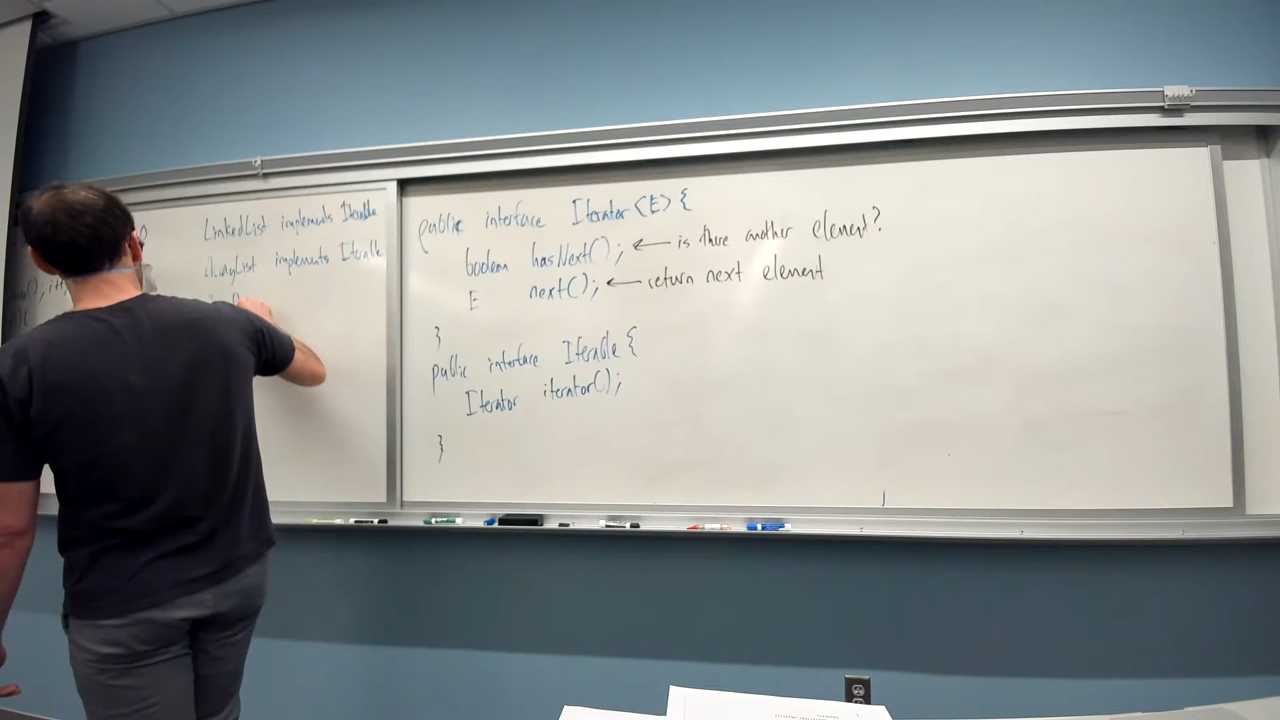 LinkedList implements Iterable
ArrayList implements Iterable
public interface Iterator<E> {
boolean hasNext(); ← is there another element?
E next(); ← return next element
}
public interface Iterable {
Iterator iterator();
}